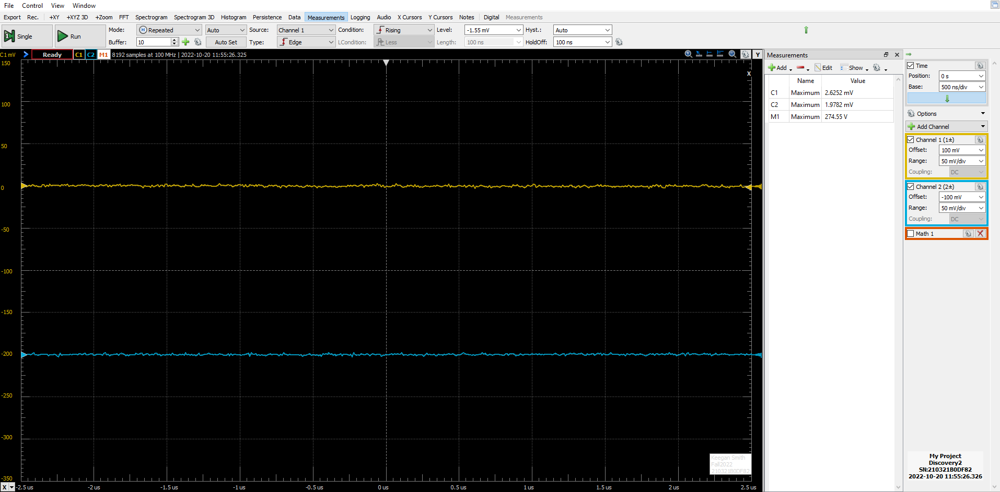 File Control View Window
Export Rec. +XY +XYZ 3D +Zoom FFT Spectrogram Spectrogram 3D Histogram Persistence Data Measurements Logging Audio X Cursors Y Cursors Notes Digital Measurements
Single Run Mode: Repeated Auto Source: Channel 1 Condition: Rising Level: -1.55 mV Hyst.: Auto
Buffer: 10 Auto Set Type: Edge LCondition: Less Length: 100 ns HoldOff: 100 ns
C1 mV Ready C1 C2 M1 8192 samples at 100 MHz | 2022-10-20 11:55:26.325 Y
X
150
100
50
0
-50
-100
-150
-200
-250
-300
-350
X -2.5 us -2 us -1.5 us -1 us -0.5 us 0 us 0.5 us 1 us 1.5 us 2 us 2.5 us
Keegan Smith
Fall2022
210321B0DF82
Measurements
Add Edit Show
Name Value
C1 Maximum 2.6252 mV
C2 Maximum 1.9782 mV
M1 Maximum 274.55 V
Time
Position: 0 s
Base: 500 ns/div
Options
Add Channel
Channel 1 (1±)
Offset: 100 mV
Range: 50 mV/div
Coupling: DC
Channel 2 (2±)
Offset: -100 mV
Range: 50 mV/div
Coupling: DC
Math 1
My Project
Discovery2
SN:210321B0DF82
2022-10-20 11:55:26.326